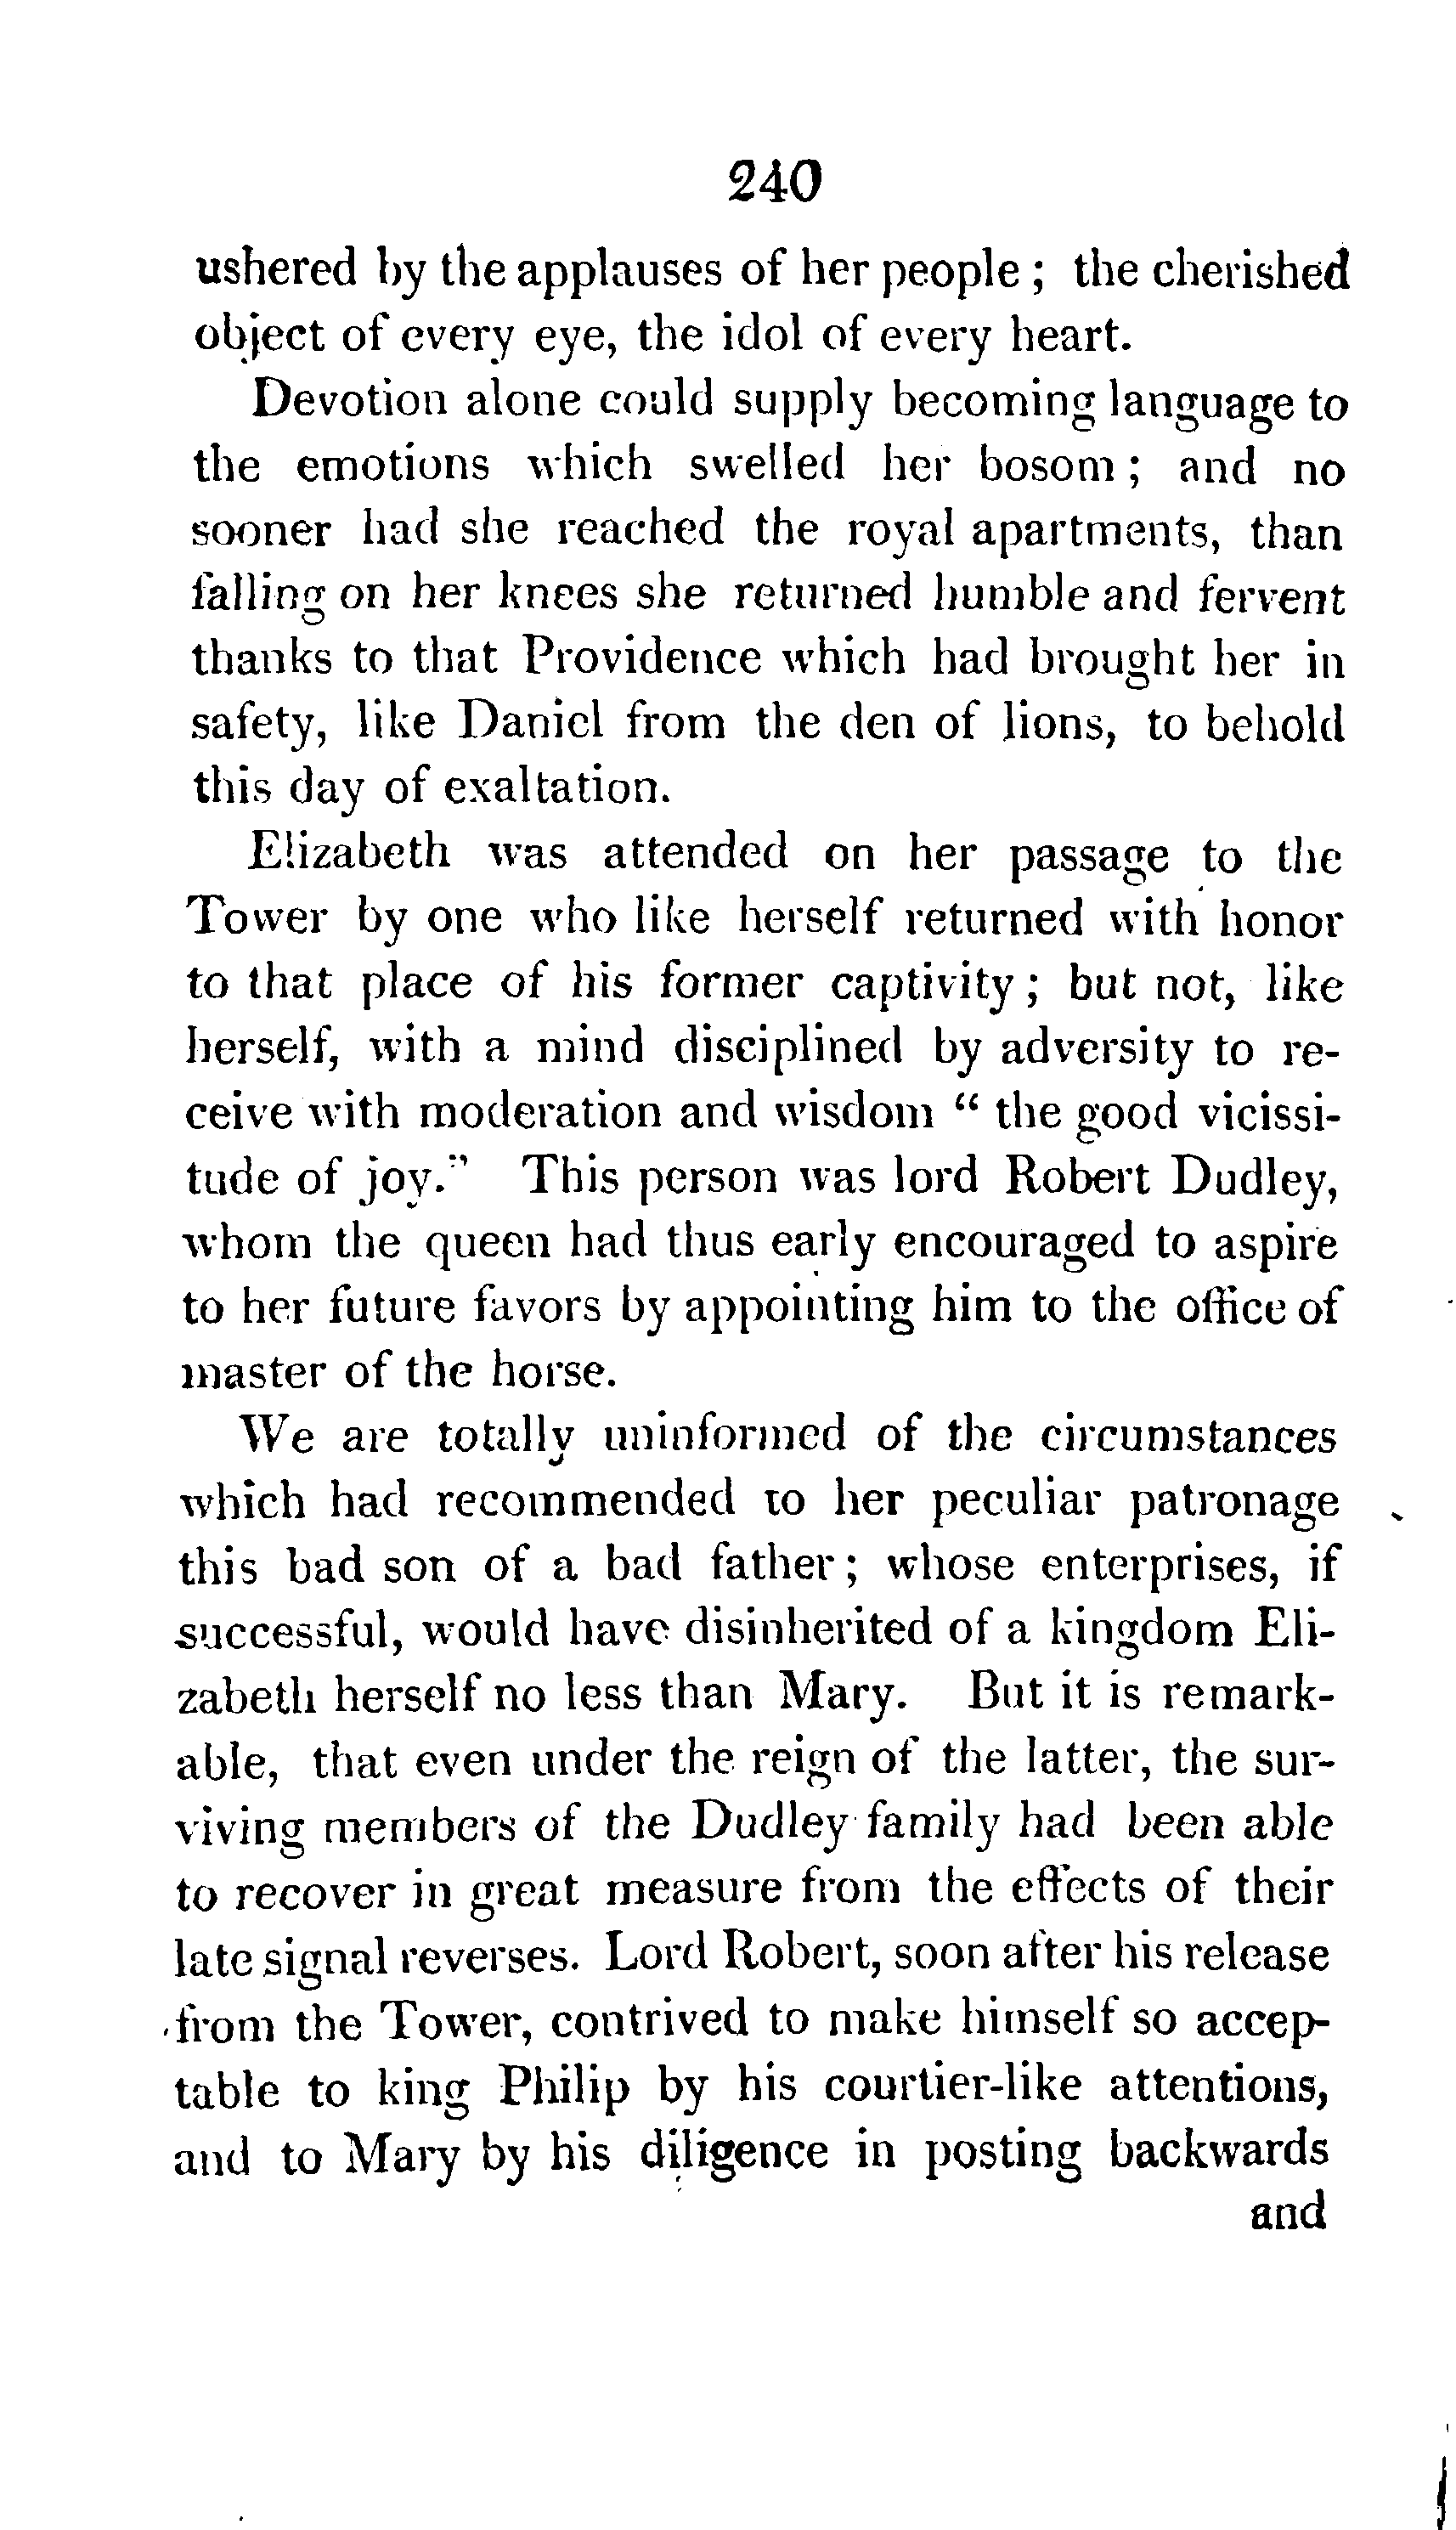 240
ushered by the applauses of her people; the cherished
object of every eye, the idol of every heart.
Devotion alone could supply becoming language to
the emotions which swelled her bosom; and no
sooner had she reached the royal apartments, than
falling on her knees she returned humble and fervent
thanks to that Providence which had brought her in
safety, like Daniel from the den of lions, to behold
this day of exaltation.
Elizabeth was attended on her passage to the
Tower by one who like herself returned with honor
to that place of his former captivity; but not, like
herself, with a mind disciplined by adversity to re-
ceive with moderation and wisdom “ the good vicissi-
tude of joy.” This person was lord Robert Dudley,
whom the queen had thus early encouraged to aspire
to her future favors by appointing him to the office of
master of the horse.
We are totally uninformed of the circumstances
which had recommended to her peculiar patronage
this bad son of a bad father; whose enterprises, if
successful, would have disinherited of a kingdom Eli-
zabeth herself no less than Mary. But it is remark-
able, that even under the reign of the latter, the sur-
viving members of the Dudley family had been able
to recover in great measure from the effects of their
late signal reverses. Lord Robert, soon after his release
from the Tower, contrived to make himself so accep-
table to king Philip by his courtier-like attentions,
and to Mary by his diligence in posting backwards
and